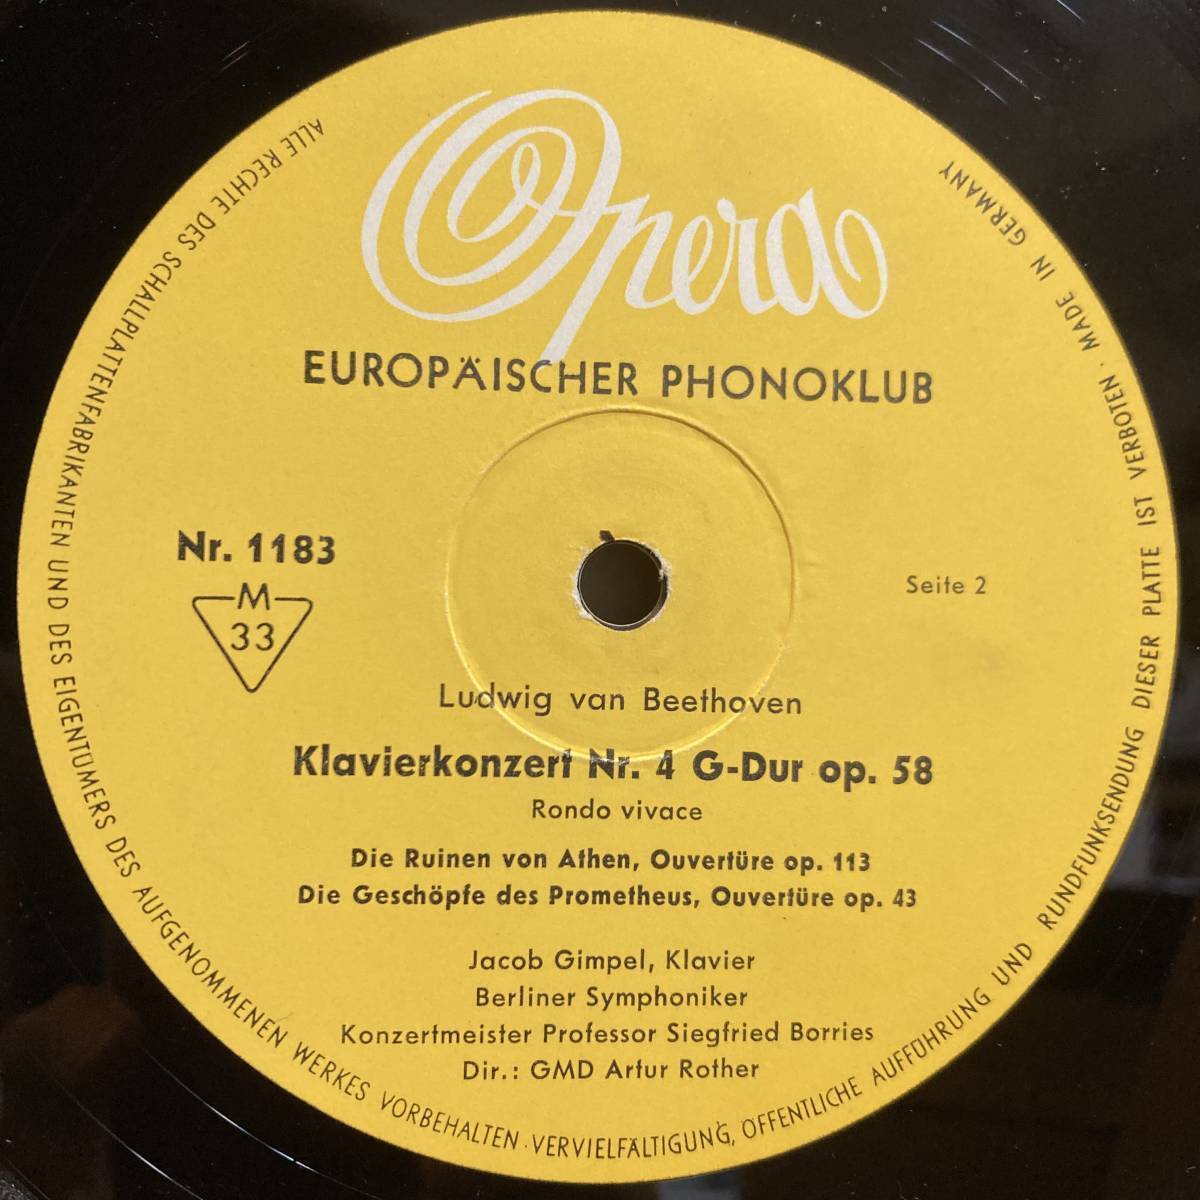 Opera
EUROPÄISCHER PHONOKLUB
Nr. 1183
M
33
Seite 2
Ludwig van Beethoven
Klavierkonzert Nr. 4 G-Dur op. 58
Rondo vivace
Die Ruinen von Athen, Ouvertüre op. 113
Die Geschöpfe des Prometheus, Ouvertüre op. 43
Jacob Gimpel, Klavier
Berliner Symphoniker
Konzertmeister Professor Siegfried Borries
Dir.: GMD Artur Rother
ALLE RECHTE DES SCHALLPLATTENFABRIKANTEN UND DES EIGENTÜMERS DES AUFGENOMMENEN WERKES VORBEHALTEN · VERVIELFÄLTIGUNG, ÖFFENTLICHE AUFFÜHRUNG UND RUNDFUNKSENDUNG DIESER PLATTE IST VERBOTEN · MADE IN GERMANY